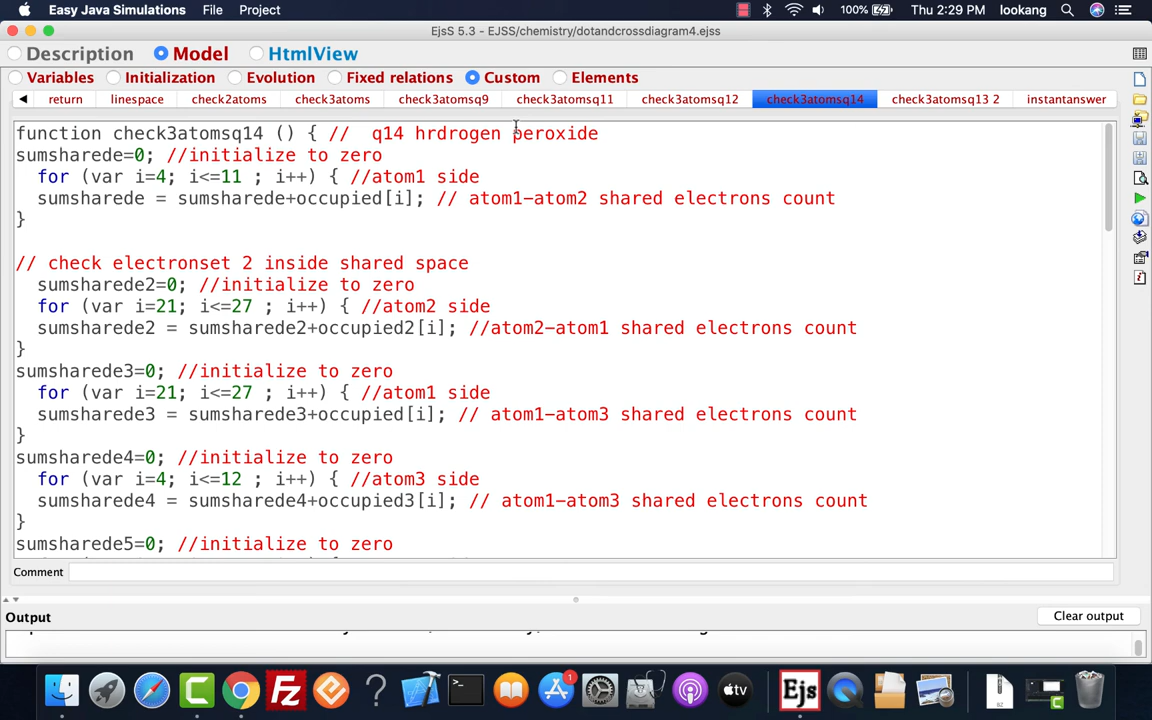 Easy Java Simulations File Project 100% Thu 2:29 PM lookang
EjsS 5.3 - EJSS/chemistry/dotandcrossdiagram4.ejss
Description Model HtmlView
Variables Initialization Evolution Fixed relations Custom Elements
return linespace check2atoms check3atoms check3atomsq9 check3atomsq11 check3atomsq12 check3atomsq14 check3atomsq13 2 instantanswer
function check3atomsq14 () { // q14 hrdrogen peroxide
sumsharede=0; //initialize to zero
for (var i=4; i<=11 ; i++) { //atom1 side
sumsharede = sumsharede+occupied[i]; // atom1-atom2 shared electrons count
}
// check electronset 2 inside shared space
sumsharede2=0; //initialize to zero
for (var i=21; i<=27 ; i++) { //atom2 side
sumsharede2 = sumsharede2+occupied2[i]; //atom2-atom1 shared electrons count
}
sumsharede3=0; //initialize to zero
for (var i=21; i<=27 ; i++) { //atom1 side
sumsharede3 = sumsharede3+occupied[i]; // atom1-atom3 shared electrons count
}
sumsharede4=0; //initialize to zero
for (var i=4; i<=12 ; i++) { //atom3 side
sumsharede4 = sumsharede4+occupied3[i]; // atom1-atom3 shared electrons count
}
sumsharede5=0; //initialize to zero
Comment
Output
Clear output
1
Ejs
tv